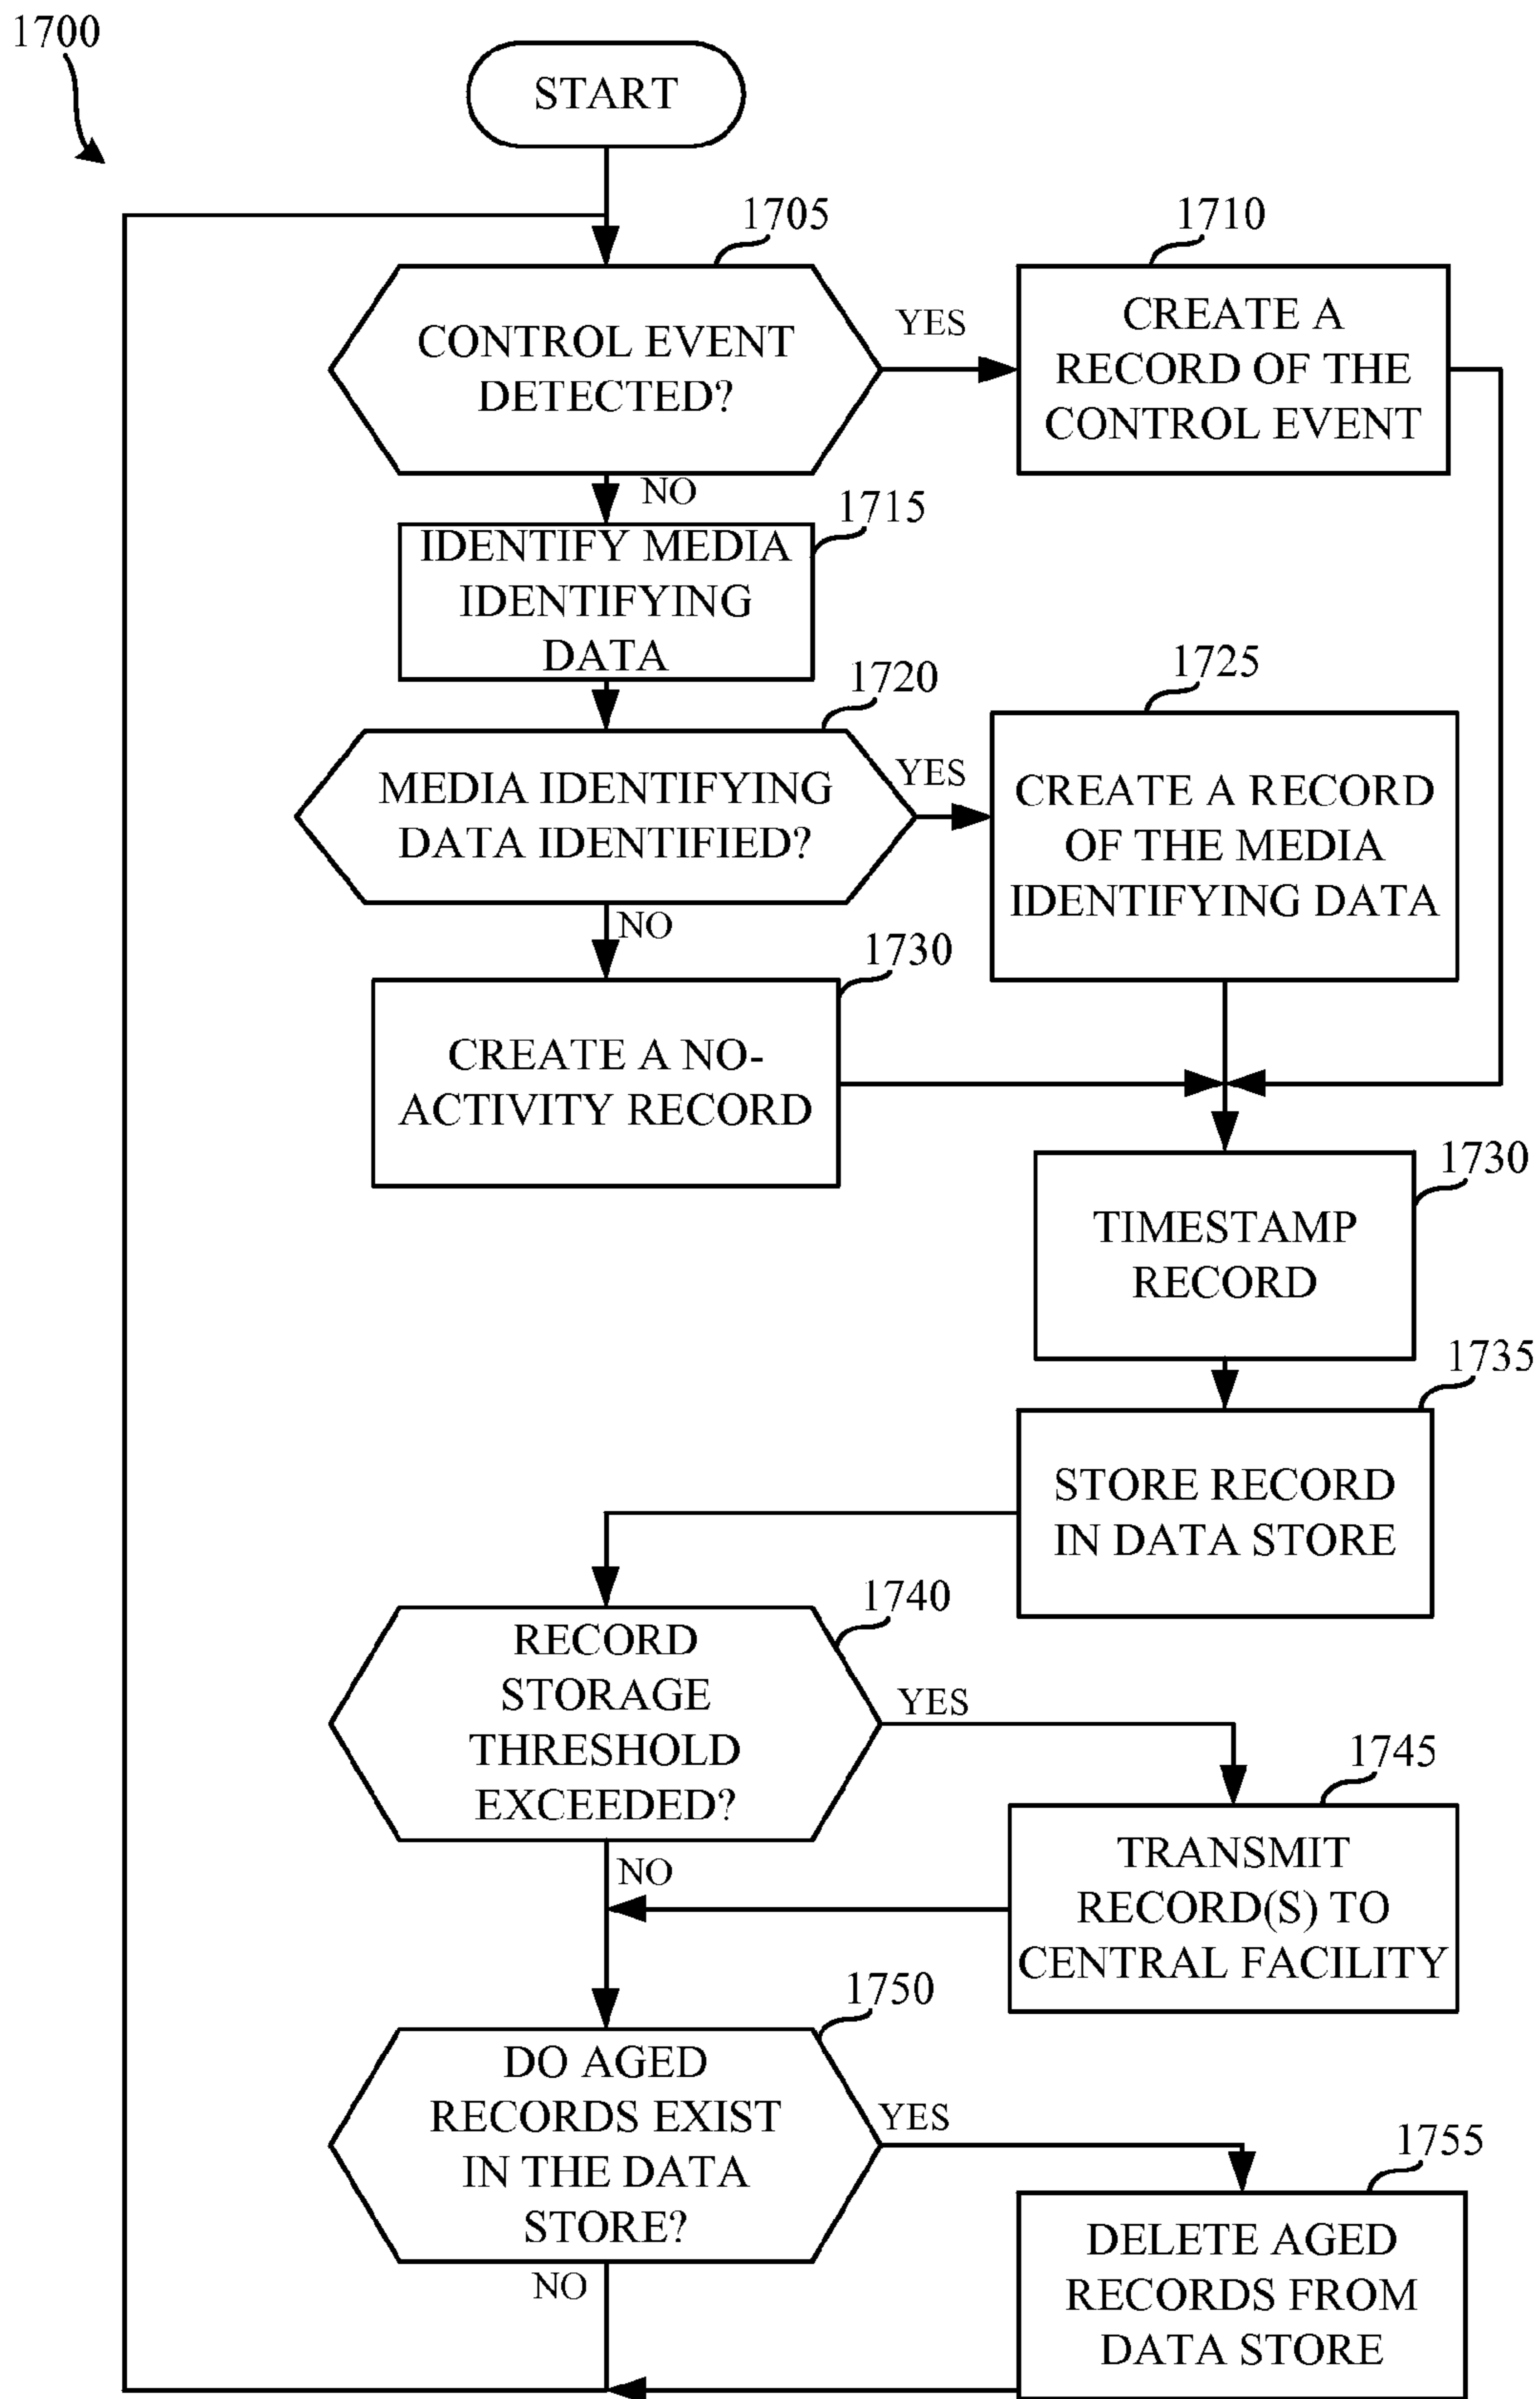 1700
START
1705
CONTROL EVENT
DETECTED?
YES
1710
CREATE A
RECORD OF THE
CONTROL EVENT
NO
1715
IDENTIFY MEDIA
IDENTIFYING
DATA
1720
MEDIA IDENTIFYING
DATA IDENTIFIED?
YES
1725
CREATE A RECORD
OF THE MEDIA
IDENTIFYING DATA
NO
1730
CREATE A NO-
ACTIVITY RECORD
1730
TIMESTAMP
RECORD
1735
STORE RECORD
IN DATA STORE
1740
RECORD
STORAGE
THRESHOLD
EXCEEDED?
YES
1745
TRANSMIT
RECORD(S) TO
CENTRAL FACILITY
NO
1750
DO AGED
RECORDS EXIST
IN THE DATA
STORE?
YES
1755
DELETE AGED
RECORDS FROM
DATA STORE
NO